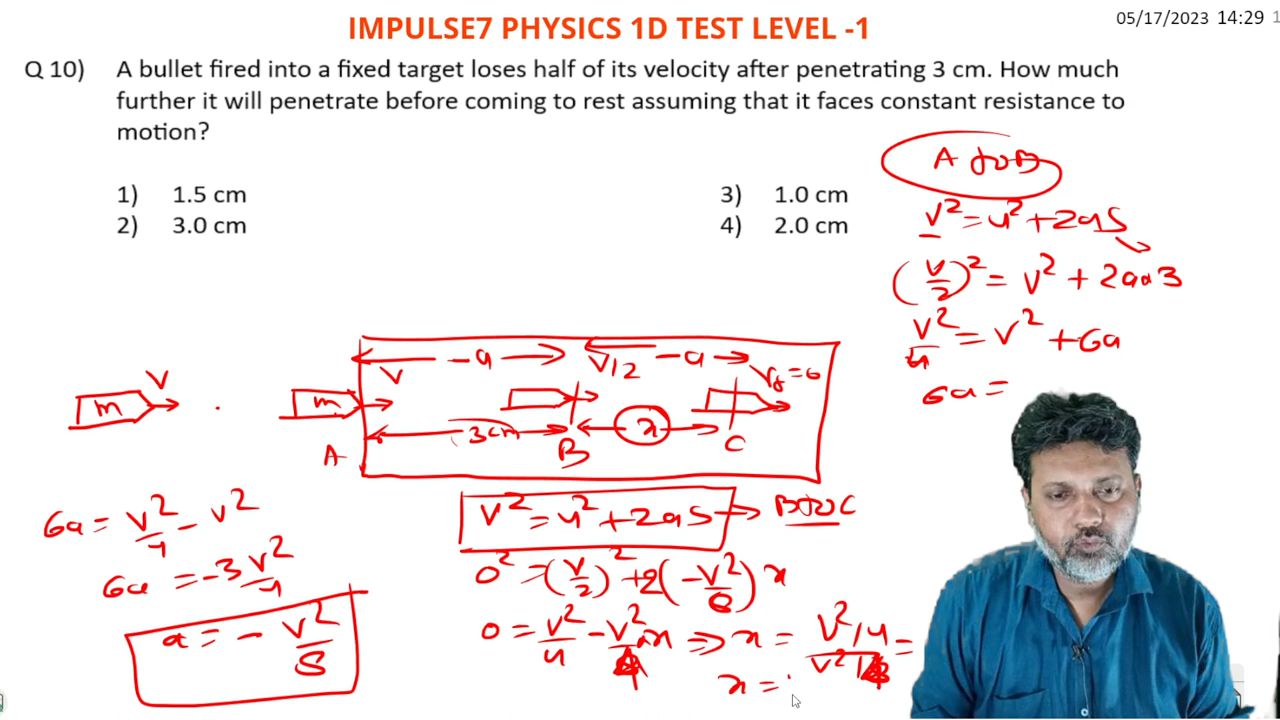 05/17/2023 14:29 1
IMPULSE7 PHYSICS 1D TEST LEVEL -1
Q 10) A bullet fired into a fixed target loses half of its velocity after penetrating 3 cm. How much
further it will penetrate before coming to rest assuming that it faces constant resistance to
motion?
1) 1.5 cm
2) 3.0 cm
3) 1.0 cm
4) 2.0 cm
A to B
v² = u² + 2as
(v/2)² = v² + 2a×3
v²/4 = v² + 6a
6a =
m v
m v -a v/2 -a
3cm x
A B C
6a = v²/4 - v²
6a = -3v²/4
a = - v²/8
v² = u² + 2as → B to C
0² = (v/2)² + 2(-v²/8) x
0 = v²/4 - v²/4 x ⇒ x = v²/4 / v²/4 =
x =